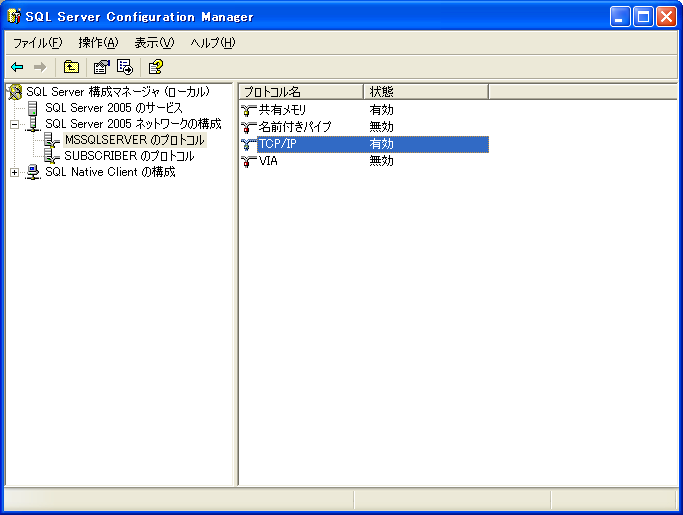 SQL Server Configuration Manager
ファイル(F) 操作(A) 表示(V) ヘルプ(H)
SQL Server 構成マネージャ (ローカル)
SQL Server 2005 のサービス
SQL Server 2005 ネットワークの構成
MSSQLSERVER のプロトコル
SUBSCRIBER のプロトコル
SQL Native Client の構成
プロトコル名 状態
共有メモリ 有効
名前付きパイプ 無効
TCP/IP 有効
VIA 無効